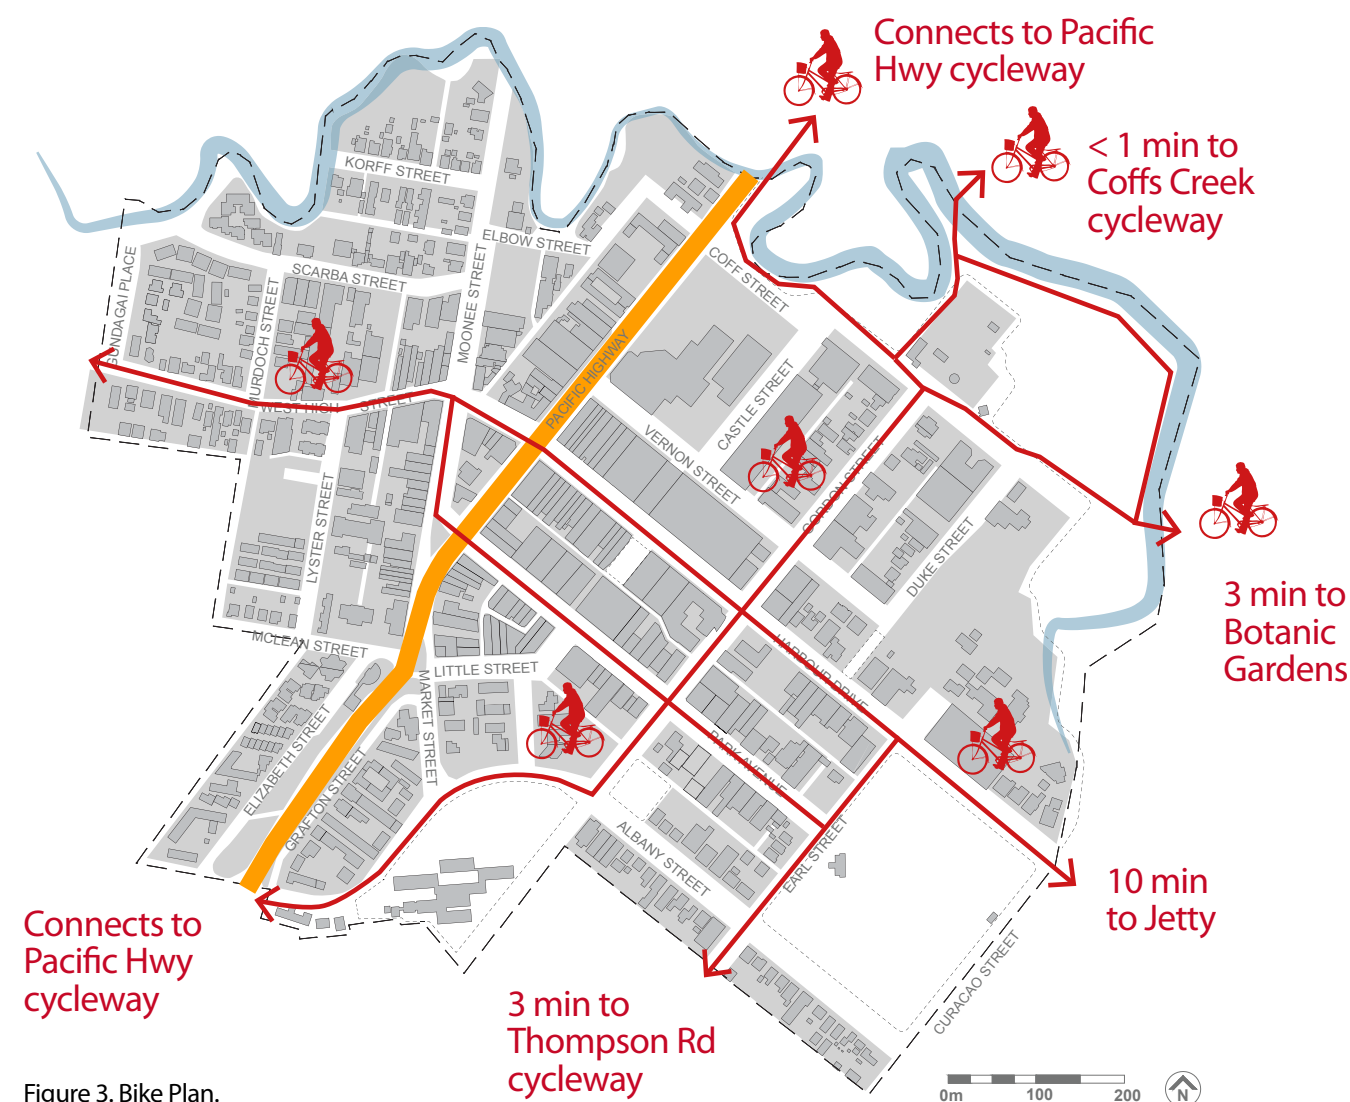 Connects to Pacific
Hwy cycleway
< 1 min to
Coffs Creek
cycleway
KORFF STREET
ELBOW STREET
SCARBA STREET
GUNDAGAI PLACE
MURDOCH STREET
MOONEE STREET
COFF STREET
PACIFIC HIGHWAY
WEST HIGH STREET
CASTLE STREET
VERNON STREET
GORDON STREET
LYSTER STREET
DUKE STREET
3 min to
Botanic
Gardens
MCLEAN STREET
LITTLE STREET
HARBOUR DRIVE
MARKET STREET
ELIZABETH STREET
GRAFTON STREET
PARK AVENUE
ALBANY STREET
EARL STREET
10 min
to Jetty
CURACAO STREET
Connects to
Pacific Hwy
cycleway
3 min to
Thompson Rd
cycleway
Figure 3. Bike Plan.
0m 100 200
N